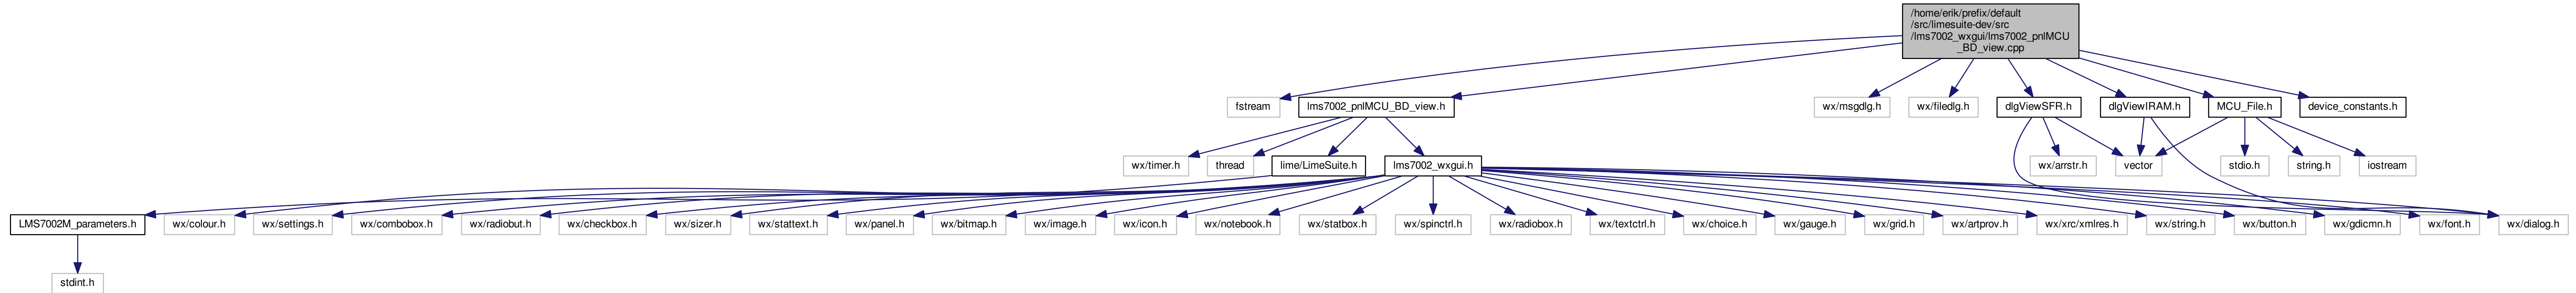 /home/erik/prefix/default
/src/limesuite-dev/src
/lms7002_wxgui/lms7002_pnlMCU
_BD_view.cpp
fstream
lms7002_pnlMCU_BD_view.h
wx/msgdlg.h
wx/filedlg.h
dlgViewSFR.h
dlgViewIRAM.h
MCU_File.h
device_constants.h
wx/timer.h
thread
lime/LimeSuite.h
lms7002_wxgui.h
wx/arrstr.h
vector
stdio.h
string.h
iostream
LMS7002M_parameters.h
wx/colour.h
wx/settings.h
wx/combobox.h
wx/radiobut.h
wx/checkbox.h
wx/sizer.h
wx/stattext.h
wx/panel.h
wx/bitmap.h
wx/image.h
wx/icon.h
wx/notebook.h
wx/statbox.h
wx/spinctrl.h
wx/radiobox.h
wx/textctrl.h
wx/choice.h
wx/gauge.h
wx/grid.h
wx/artprov.h
wx/xrc/xmlres.h
wx/string.h
wx/button.h
wx/gdicmn.h
wx/font.h
wx/dialog.h
stdint.h